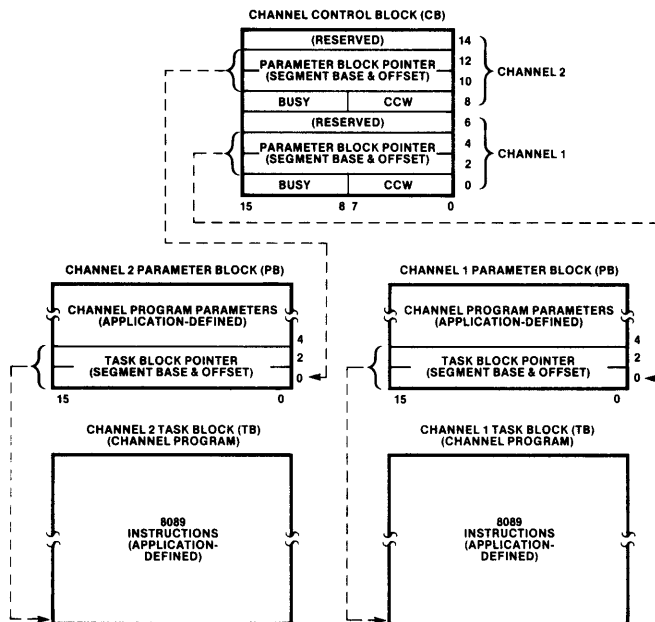 CHANNEL CONTROL BLOCK (CB)
(RESERVED) 14
PARAMETER BLOCK POINTER 12
(SEGMENT BASE & OFFSET) 10
CHANNEL 2
BUSY CCW 8
(RESERVED) 6
PARAMETER BLOCK POINTER 4
(SEGMENT BASE & OFFSET) 2
CHANNEL 1
BUSY CCW 0
15 8 7 0
CHANNEL 2 PARAMETER BLOCK (PB)
CHANNEL PROGRAM PARAMETERS
(APPLICATION-DEFINED)
4
TASK BLOCK POINTER 2
(SEGMENT BASE & OFFSET) 0
15 0
CHANNEL 1 PARAMETER BLOCK (PB)
CHANNEL PROGRAM PARAMETERS
(APPLICATION-DEFINED)
4
TASK BLOCK POINTER 2
(SEGMENT BASE & OFFSET) 0
15 0
CHANNEL 2 TASK BLOCK (TB)
(CHANNEL PROGRAM)
8089
INSTRUCTIONS
(APPLICATION-
DEFINED)
CHANNEL 1 TASK BLOCK (TB)
(CHANNEL PROGRAM)
8089
INSTRUCTIONS
(APPLICATION-
DEFINED)